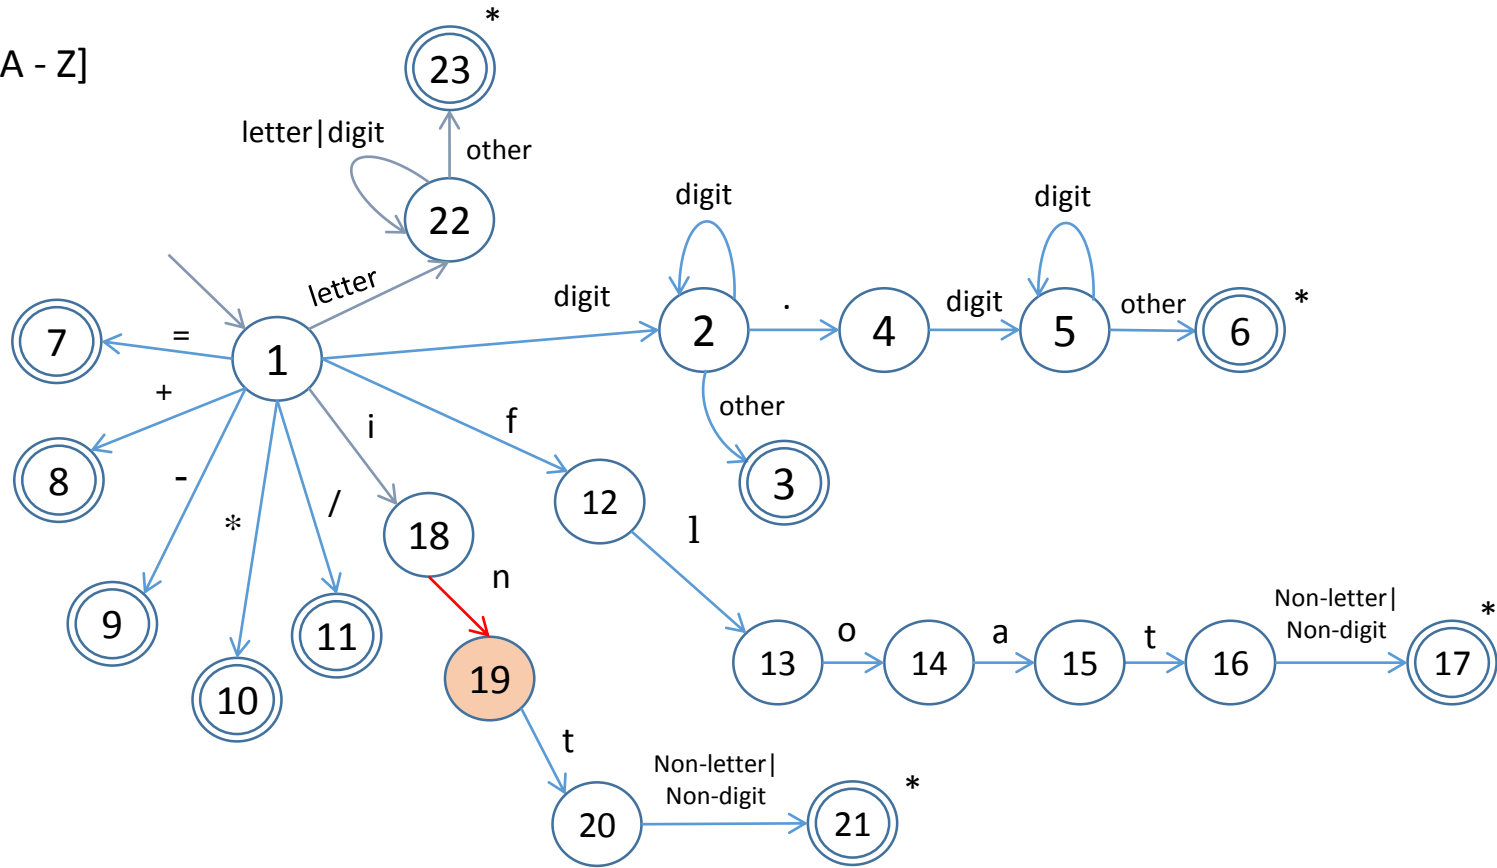 *
23
A - Z]
letter|digit
other
22
digit
digit
letter
digit
.
digit
other
*
7
=
1
2
4
5
6
+
i
f
other
8
-
*
/
18
12
3
l
n
9
11
10
19
13
o
14
a
15
t
16
Non-letter|
Non-digit
*
17
t
20
Non-letter|
Non-digit
*
21